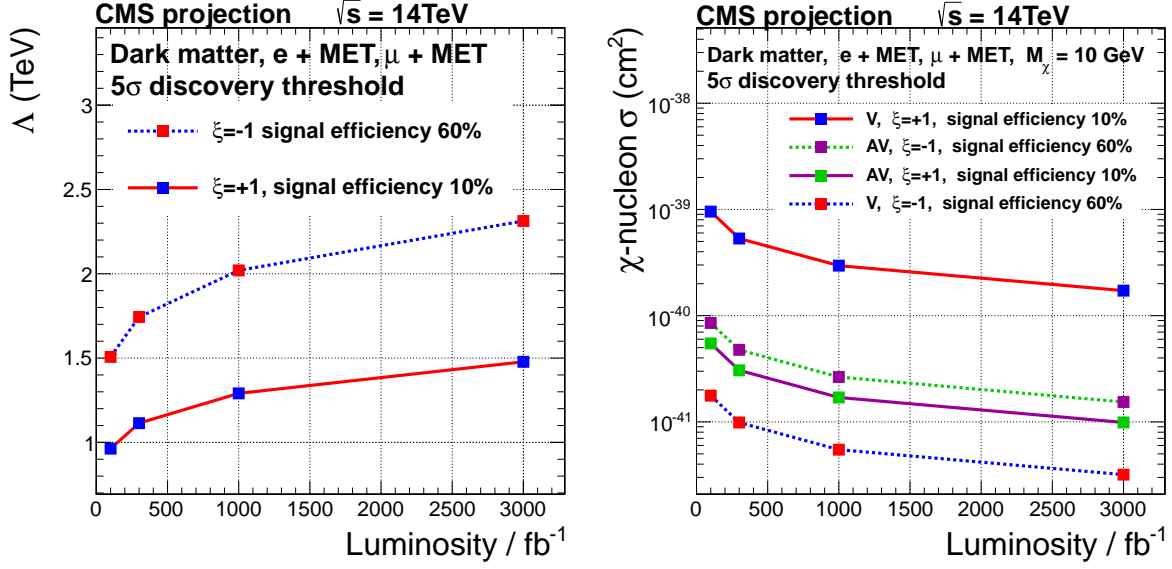 CMS projection √s = 14TeV
Dark matter, e + MET, μ + MET
5σ discovery threshold
ξ=-1 signal efficiency 60%
ξ=+1, signal efficiency 10%
Λ (TeV)
3
2.5
2
1.5
1
0 500 1000 1500 2000 2500 3000
Luminosity / fb⁻¹
CMS projection √s = 14TeV
Dark matter, e + MET, μ + MET, M_χ = 10 GeV
5σ discovery threshold
V, ξ=+1, signal efficiency 10%
AV, ξ=-1, signal efficiency 60%
AV, ξ=+1, signal efficiency 10%
V, ξ=-1, signal efficiency 60%
χ-nucleon σ (cm²)
10⁻³⁸
10⁻³⁹
10⁻⁴⁰
10⁻⁴¹
0 500 1000 1500 2000 2500 3000
Luminosity / fb⁻¹